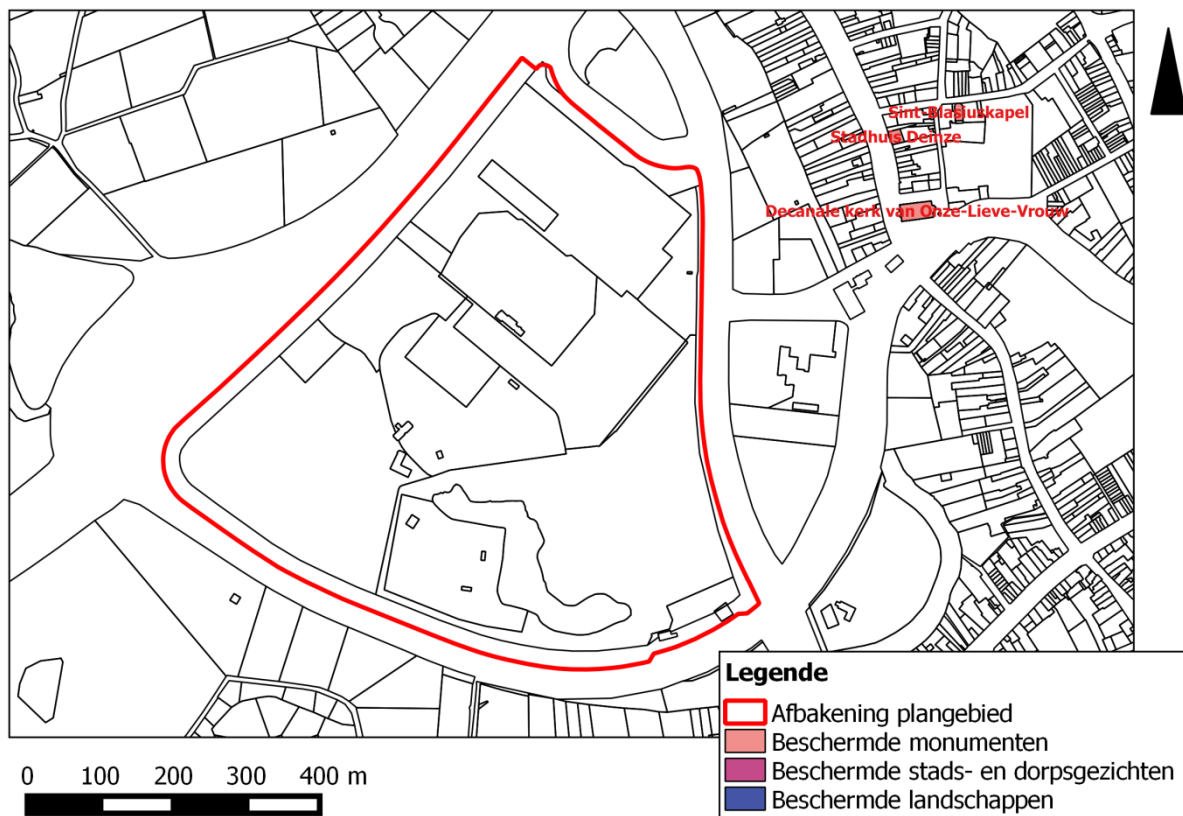 Sint-Blasiuskapel
Stadhuis Deinze
Decanale kerk van Onze-Lieve-Vrouw
Legende
Afbakening plangebied
Beschermde monumenten
Beschermde stads- en dorpsgezichten
Beschermde landschappen
0 100 200 300 400 m